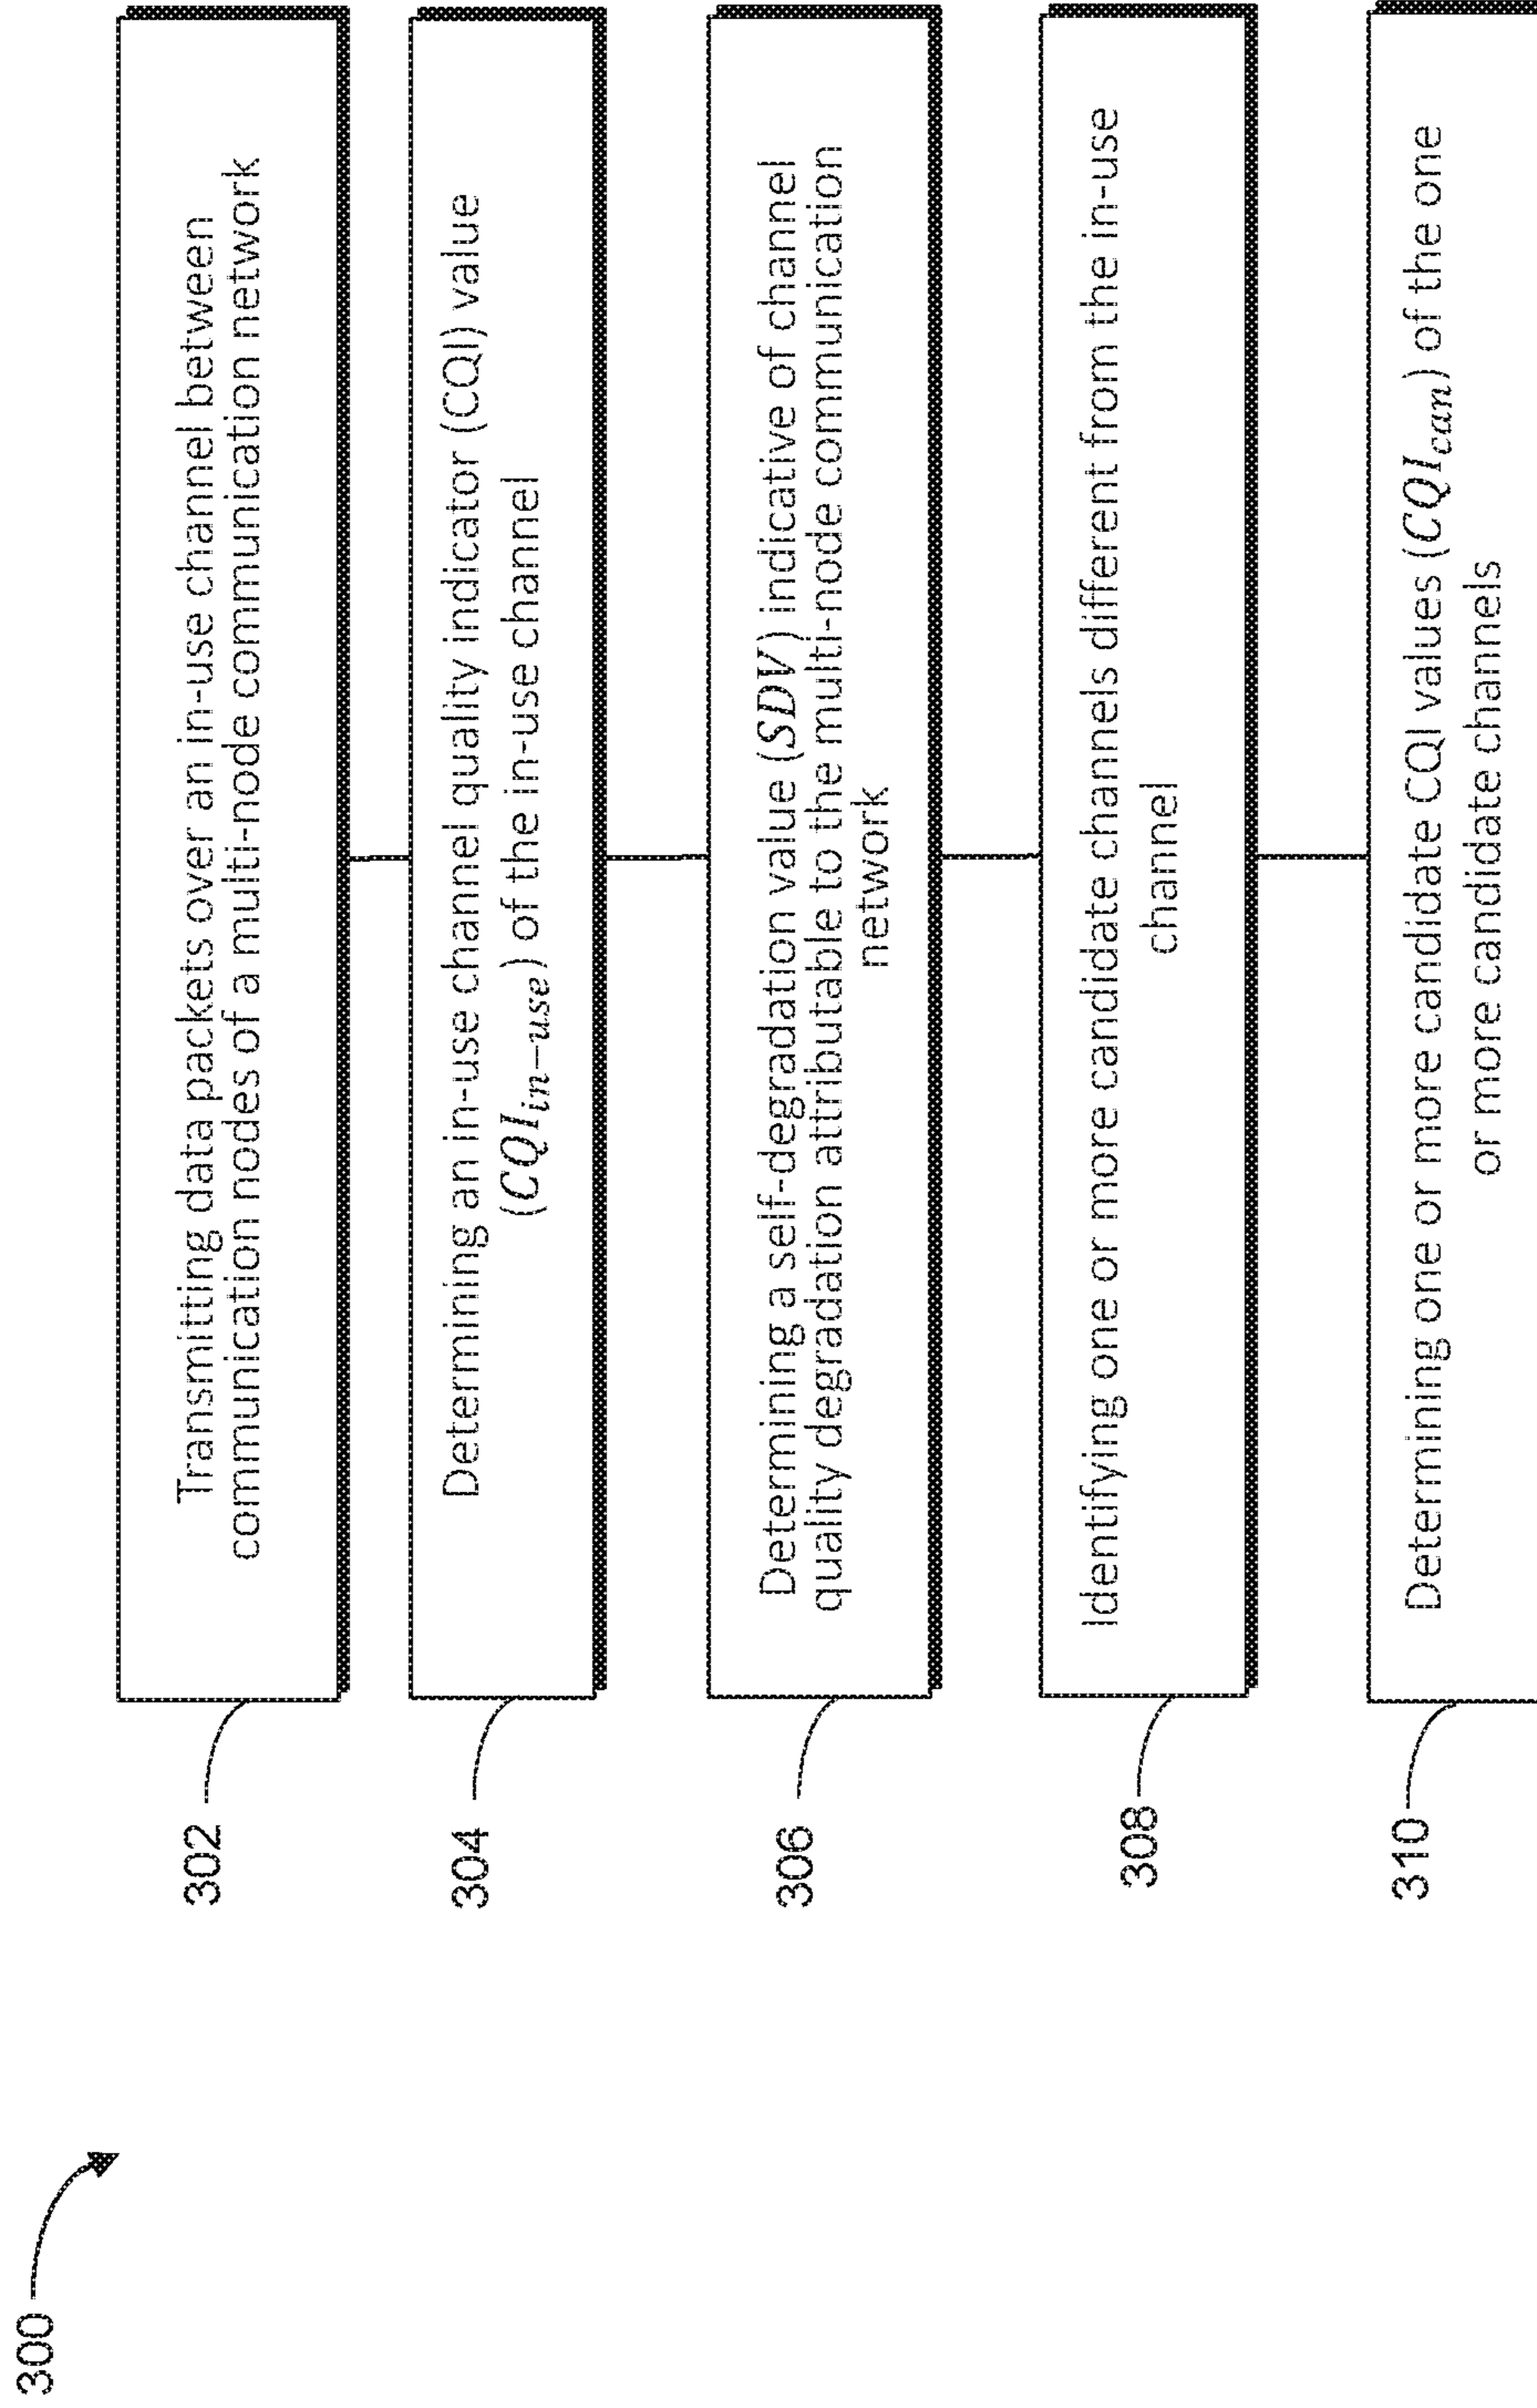 300
302
Transmitting data packets over an in-use channel between
communication nodes of a multi-node communication network
304
Determining an in-use channel quality indicator (CQI) value
(CQI_in−use) of the in-use channel
306
Determining a self-degradation value (SDV) indicative of channel
quality degradation attributable to the multi-node communication
network
308
Identifying one or more candidate channels different from the in-use
channel
310
Determining one or more candidate CQI values (CQI_can) of the one
or more candidate channels